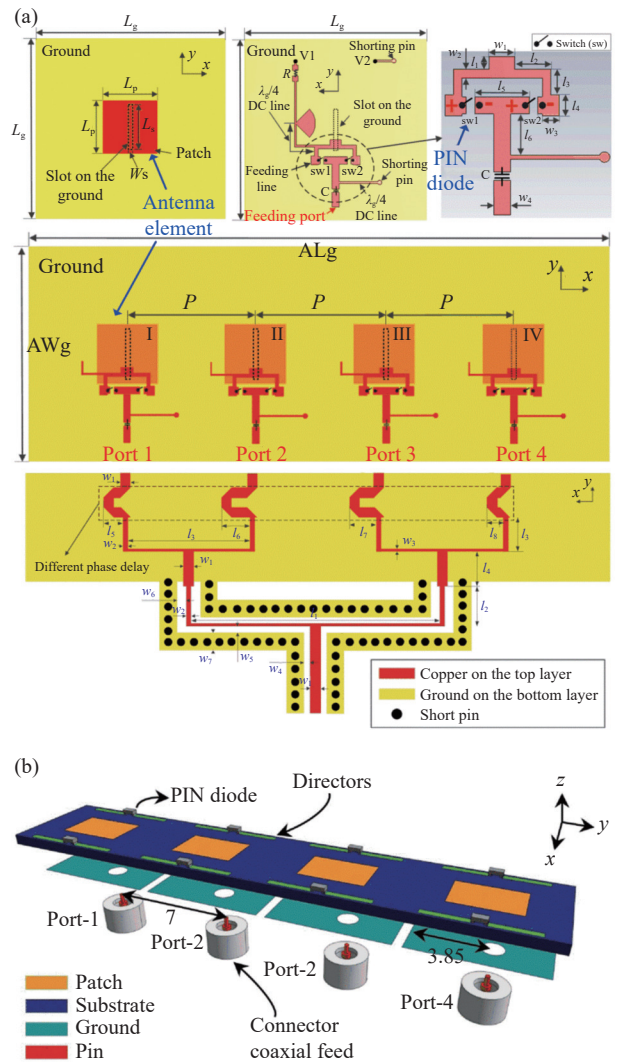 (a)
Lg
Ground
Lg
y
x
Lp
Lp
Ls
Ws
Patch
Slot on the
ground
Antenna
element
Lg
Ground
V1
Shorting pin
V2
R
x
y
λg/4
DC line
Slot on the
ground
Feeding
line
sw1
sw2
Shorting
pin
C
λg/4
DC line
Feeding port
PIN
diode
Switch (sw)
w1
w2
l1
l2
l3
l5
l4
sw1
sw2
w3
l6
C
w4
ALg
Ground
AWg
y
x
P
P
P
I
II
III
IV
Port 1
Port 2
Port 3
Port 4
w1
y
x
l5
l3
l6
l7
l8
w2
w3
l3
Different phase delay
w1
l4
w6
w2
l1
l2
w7
w5
w4
Copper on the top layer
Ground on the bottom layer
Short pin
(b)
PIN diode
Directors
z
y
x
Port-1
7
Port-2
Port-2
3.85
Port-4
Patch
Substrate
Ground
Pin
Connector
coaxial feed